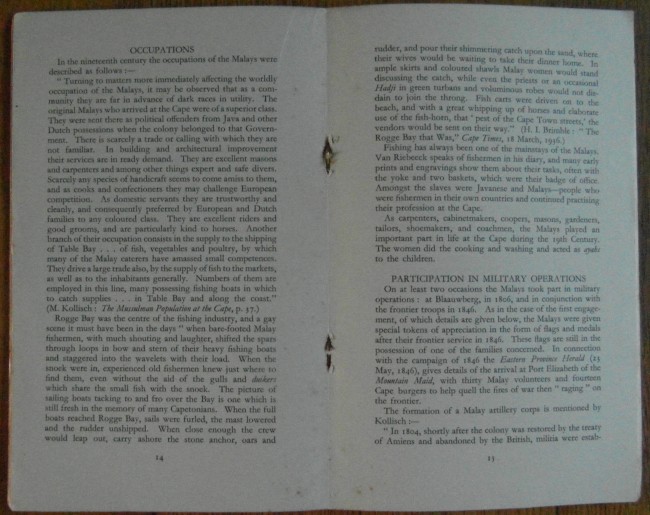 OCCUPATIONS
In the nineteenth century the occupations of the Malays were
described as follows :—
" Turning to matters more immediately affecting the worldly
occupation of the Malays, it may be observed that as a com-
munity they are far in advance of dark races in utility. The
original Malays who arrived at the Cape were of a superior class.
They were sent there as political offenders from Java and other
Dutch possessions when the colony belonged to that Govern-
ment. There is scarcely a trade or calling with which they are
not familiar. In building and architectural improvement
their services are in ready demand. They are excellent masons
and carpenters and among other things expert and safe divers.
Scarcely any species of handicraft seems to come amiss to them,
and as cooks and confectioners they may challenge European
competition. As domestic servants they are trustworthy and
cleanly, and consequently preferred by European and Dutch
families to any coloured class. They are excellent riders and
good grooms, and are particularly kind to horses. Another
branch of their occupation consists in the supply to the shipping
of Table Bay . . . of fish, vegetables and poultry, by which
many of the Malay caterers have amassed small competences.
They drive a large trade also, by the supply of fish to the markets,
as well as to the inhabitants generally. Numbers of them are
employed in this line, many possessing fishing boats in which
to catch supplies . . . in Table Bay and along the coast."
(M. Kollisch : The Mussulman Population at the Cape, p. 37.)
Rogge Bay was the centre of the fishing industry, and a gay
scene it must have been in the days " when bare-footed Malay
fishermen, with much shouting and laughter, shifted the spars
through loops in bow and stern of their heavy fishing boats
and staggered into the wavelets with their load. When the
snoek were in, experienced old fishermen knew just where to
find them, even without the aid of the gulls and duikers
which share the small fish with the snoek. The picture of
sailing boats tacking to and fro over the Bay is one which is
still fresh in the memory of many Capetonians. When the full
boats reached Rogge Bay, sails were furled, the mast lowered
and the rudder unshipped. When close enough the crew
would leap out, carry ashore the stone anchor, oars and
14
rudder, and pour their shimmering catch upon the sand, where
their wives would be waiting to take their dinner home. In
ample skirts and coloured shawls Malay women would stand
discussing the catch, while even the priests or an occasional
Hadji in green turbans and voluminous robes would not dis-
dain to join the throng. Fish carts were driven on to the
beach, and with a great whipping up of horses and elaborate
use of the fish-horn, that ' pest of the Cape Town streets,' the
vendors would be sent on their way." (H. I. Brimble : " The
Rogge Bay that Was," Cape Times, 18 March, 1936.)
Fishing has always been one of the mainstays of the Malays.
Van Riebeeck speaks of fishermen in his diary, and many early
prints and engravings show them about their tasks, often with
the yoke and two baskets, which were their badge of office.
Amongst the slaves were Javanese and Malays—people who
were fishermen in their own countries and continued practising
their profession at the Cape.
As carpenters, cabinetmakers, coopers, masons, gardeners,
tailors, shoemakers, and coachmen, the Malays played an
important part in life at the Cape during the 19th Century.
The women did the cooking and washing and acted as ayahs
to the children.
PARTICIPATION IN MILITARY OPERATIONS
On at least two occasions the Malays took part in military
operations : at Blaauwberg, in 1806, and in conjunction with
the frontier troops in 1846. As in the case of the first engage-
ment, of which details are given below, the Malays were given
special tokens of appreciation in the form of flags and medals
after their frontier service in 1846. These flags are still in the
possession of one of the families concerned. In connection
with the campaign of 1846 the Eastern Province Herald (23
May, 1846), gives details of the arrival at Port Elizabeth of the
Mountain Maid, with thirty Malay volunteers and fourteen
Cape burgers to help quell the fires of war then " raging " on
the frontier.
The formation of a Malay artillery corps is mentioned by
Kollisch :—
" In 1804, shortly after the colony was restored by the treaty
of Amiens and abandoned by the British, militia were estab-
15